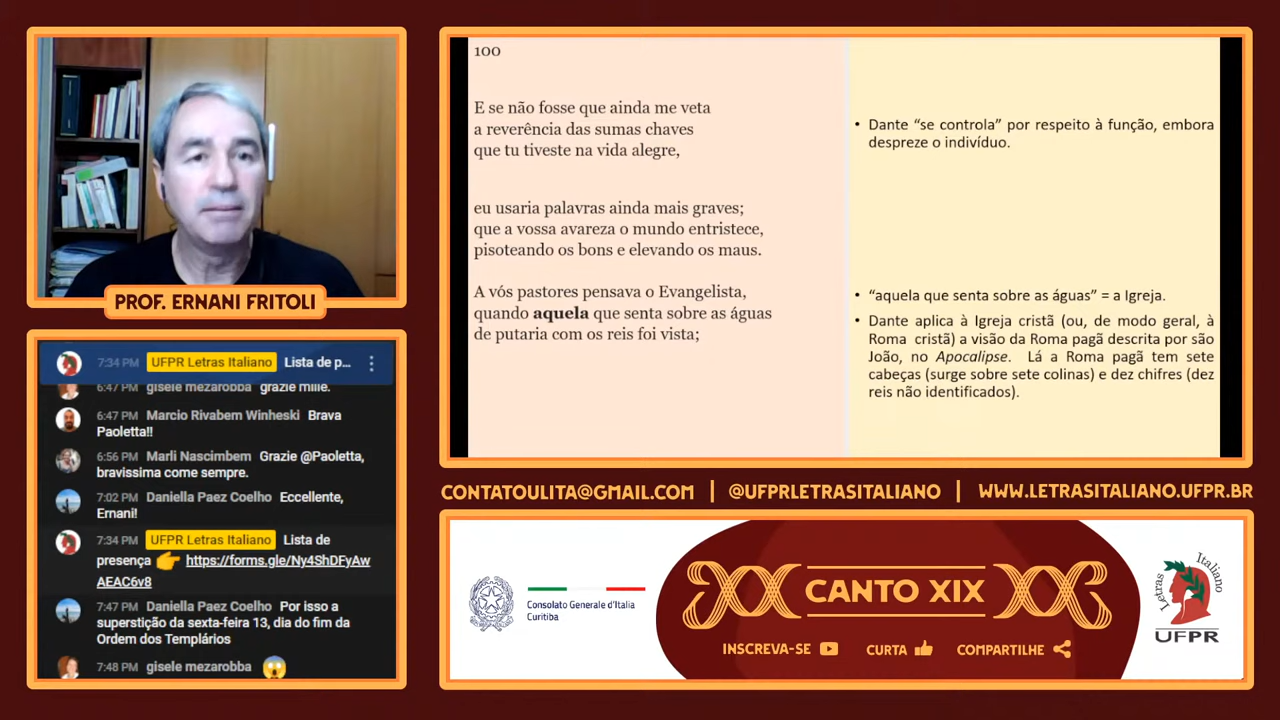 PROF. ERNANI FRITOLI
7:34 PM UFPR Letras Italiano Lista de p...
6:47 PM gisele mezarobba grazie mille.
6:47 PM Marcio Rivabem Winheski Brava
Paoletta!!
6:56 PM Marli Nascimbem Grazie @Paoletta,
bravissima come sempre.
7:02 PM Daniella Paez Coelho Eccellente,
Ernani!
7:34 PM UFPR Letras Italiano Lista de
presença 👉 https://forms.gle/Ny4ShDFyAw
AEAC6v8
7:47 PM Daniella Paez Coelho Por isso a
superstição da sexta-feira 13, dia do fim da
Ordem dos Templários
7:48 PM gisele mezarobba 😱
100
E se não fosse que ainda me veta
a reverência das sumas chaves
que tu tiveste na vida alegre,
eu usaria palavras ainda mais graves;
que a vossa avareza o mundo entristece,
pisoteando os bons e elevando os maus.
A vós pastores pensava o Evangelista,
quando aquela que senta sobre as águas
de putaria com os reis foi vista;
• Dante “se controla” por respeito à função, embora
despreze o indivíduo.
• “aquela que senta sobre as águas” = a Igreja.
• Dante aplica à Igreja cristã (ou, de modo geral, à
Roma cristã) a visão da Roma pagã descrita por são
João, no Apocalipse. Lá a Roma pagã tem sete
cabeças (surge sobre sete colinas) e dez chifres (dez
reis não identificados).
CONTATOULITA@GMAIL.COM | @UFPRLETRASITALIANO | WWW.LETRASITALIANO.UFPR.BR
Consolato Generale d'Italia
Curitiba
CANTO XIX
INSCREVA-SE CURTA COMPARTILHE
Letras Italiano
UFPR